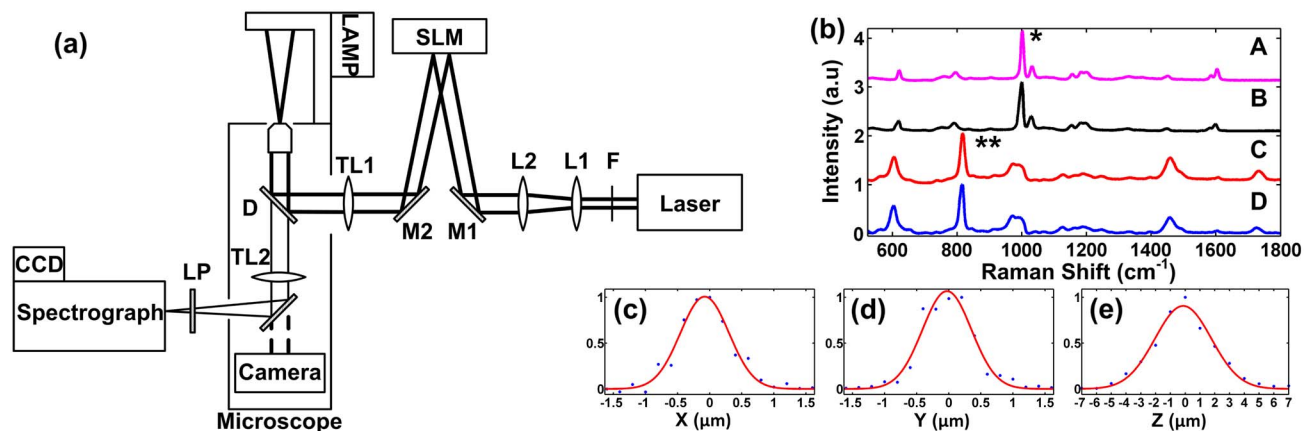 (a)
LAMP
SLM
TL1
L2
L1
F
D
M2
M1
Laser
TL2
CCD
LP
Spectrograph
Camera
Microscope
(b)
4
3
2
1
0
Intensity (a.u)
*
**
A
B
C
D
600 800 1000 1200 1400 1600 1800
Raman Shift (cm-1)
(c)
1
0.5
0
-1.5 -1 -0.5 0 0.5 1 1.5
X (μm)
(d)
1
0.5
0
-1.5 -1 -0.5 0 0.5 1 1.5
Y (μm)
(e)
1
0.5
0
-7 -6 -5 -4 -3 -2 -1 0 1 2 3 4 5 6 7
Z (μm)